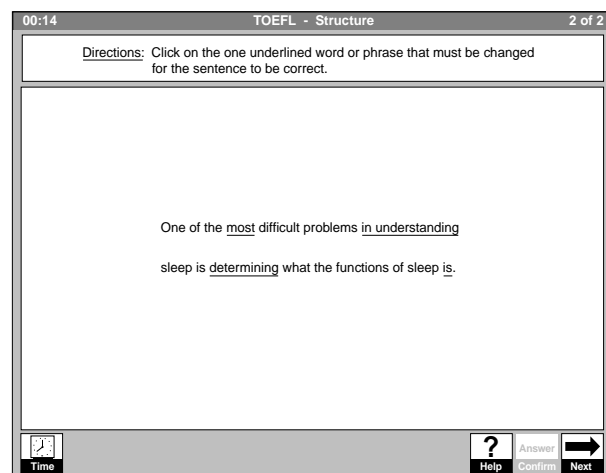 00:14 TOEFL - Structure 2 of 2
Directions: Click on the one underlined word or phrase that must be changed
for the sentence to be correct.
One of the most difficult problems in understanding
sleep is determining what the functions of sleep is.
Time
? Help
Answer Confirm
Next